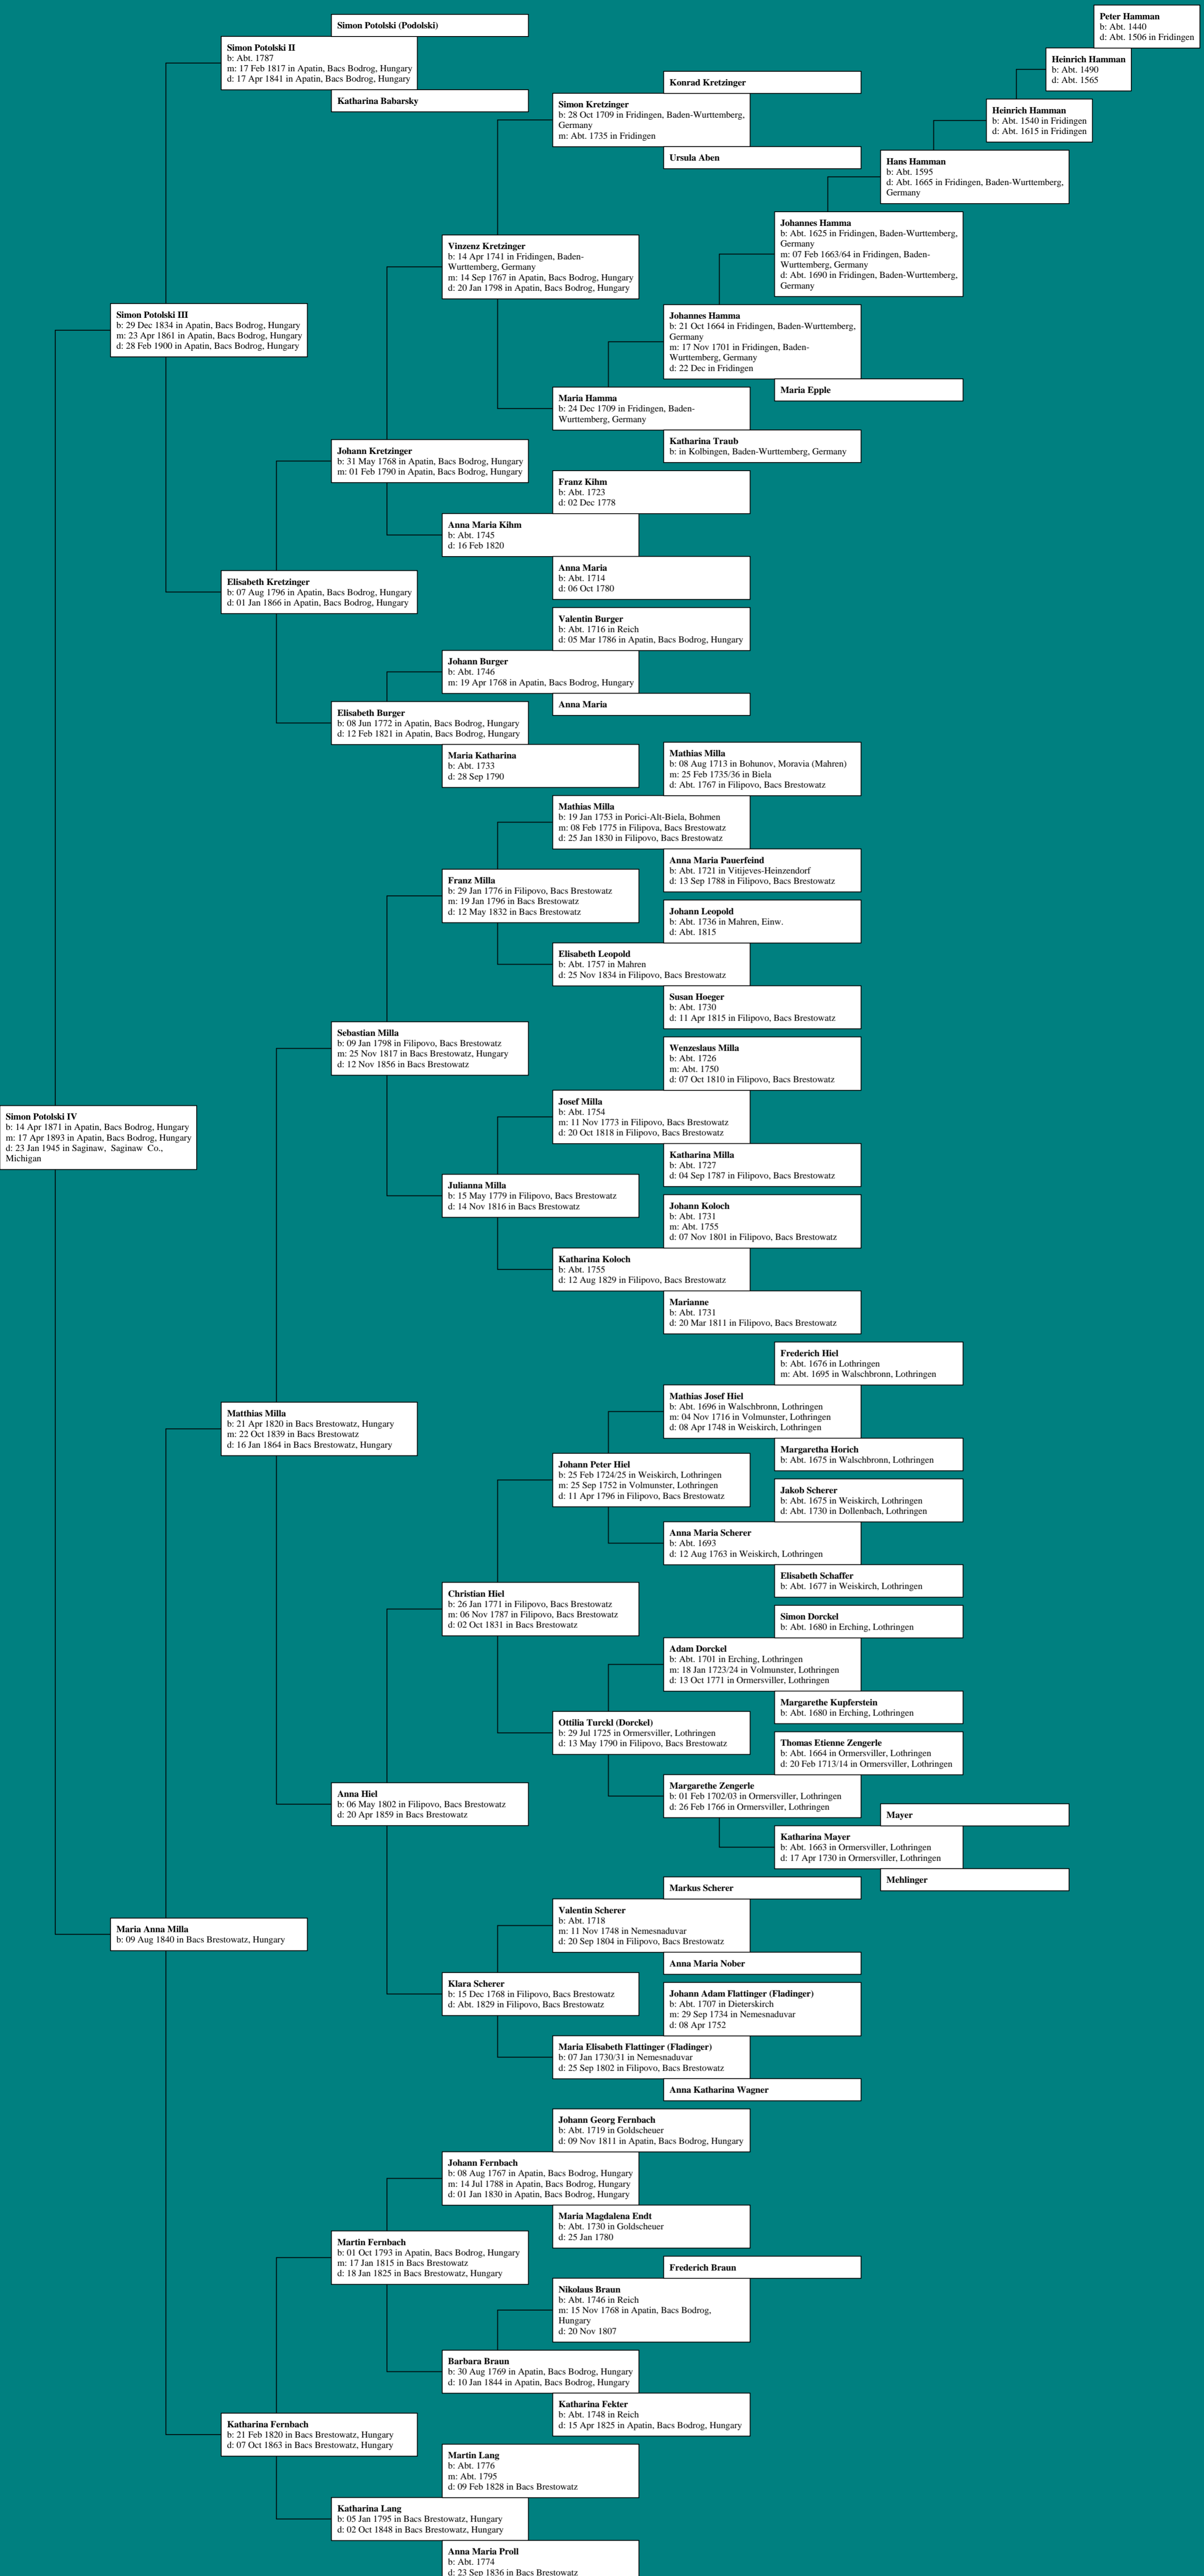 Peter Hamman
b: Abt. 1440
d: Abt. 1506 in Fridingen
Simon Potolski (Podolski)
Simon Potolski II
b: Abt. 1787
m: 17 Feb 1817 in Apatin, Bacs Bodrog, Hungary
d: 17 Apr 1841 in Apatin, Bacs Bodrog, Hungary
Heinrich Hamman
b: Abt. 1490
d: Abt. 1565
Konrad Kretzinger
Katharina Babarsky
Simon Kretzinger
b: 28 Oct 1709 in Fridingen, Baden-Wurttemberg,
Germany
m: Abt. 1735 in Fridingen
Heinrich Hamman
b: Abt. 1540 in Fridingen
d: Abt. 1615 in Fridingen
Ursula Aben
Hans Hamman
b: Abt. 1595
d: Abt. 1665 in Fridingen, Baden-Wurttemberg,
Germany
Johannes Hamma
b: Abt. 1625 in Fridingen, Baden-Wurttemberg,
Germany
m: 07 Feb 1663/64 in Fridingen, Baden-
Wurttemberg, Germany
d: Abt. 1690 in Fridingen, Baden-Wurttemberg,
Germany
Vinzenz Kretzinger
b: 14 Apr 1741 in Fridingen, Baden-
Wurttemberg, Germany
m: 14 Sep 1767 in Apatin, Bacs Bodrog, Hungary
d: 20 Jan 1798 in Apatin, Bacs Bodrog, Hungary
Simon Potolski III
b: 29 Dec 1834 in Apatin, Bacs Bodrog, Hungary
m: 23 Apr 1861 in Apatin, Bacs Bodrog, Hungary
d: 28 Feb 1900 in Apatin, Bacs Bodrog, Hungary
Johannes Hamma
b: 21 Oct 1664 in Fridingen, Baden-Wurttemberg,
Germany
m: 17 Nov 1701 in Fridingen, Baden-
Wurttemberg, Germany
d: 22 Dec in Fridingen
Maria Epple
Maria Hamma
b: 24 Dec 1709 in Fridingen, Baden-
Wurttemberg, Germany
Katharina Traub
b: in Kolbingen, Baden-Wurttemberg, Germany
Johann Kretzinger
b: 31 May 1768 in Apatin, Bacs Bodrog, Hungary
m: 01 Feb 1790 in Apatin, Bacs Bodrog, Hungary
Franz Kihm
b: Abt. 1723
d: 02 Dec 1778
Anna Maria Kihm
b: Abt. 1745
d: 16 Feb 1820
Anna Maria
b: Abt. 1714
d: 06 Oct 1780
Elisabeth Kretzinger
b: 07 Aug 1796 in Apatin, Bacs Bodrog, Hungary
d: 01 Jan 1866 in Apatin, Bacs Bodrog, Hungary
Valentin Burger
b: Abt. 1716 in Reich
d: 05 Mar 1786 in Apatin, Bacs Bodrog, Hungary
Johann Burger
b: Abt. 1746
m: 19 Apr 1768 in Apatin, Bacs Bodrog, Hungary
Anna Maria
Elisabeth Burger
b: 08 Jun 1772 in Apatin, Bacs Bodrog, Hungary
d: 12 Feb 1821 in Apatin, Bacs Bodrog, Hungary
Maria Katharina
b: Abt. 1733
d: 28 Sep 1790
Mathias Milla
b: 08 Aug 1713 in Bohunov, Moravia (Mahren)
m: 25 Feb 1735/36 in Biela
d: Abt. 1767 in Filipovo, Bacs Brestowatz
Mathias Milla
b: 19 Jan 1753 in Porici-Alt-Biela, Bohmen
m: 08 Feb 1775 in Filipova, Bacs Brestowatz
d: 25 Jan 1830 in Filipovo, Bacs Brestowatz
Anna Maria Pauerfeind
b: Abt. 1721 in Vitijeves-Heinzendorf
d: 13 Sep 1788 in Filipovo, Bacs Brestowatz
Franz Milla
b: 29 Jan 1776 in Filipovo, Bacs Brestowatz
m: 19 Jan 1796 in Bacs Brestowatz
d: 12 May 1832 in Bacs Brestowatz
Johann Leopold
b: Abt. 1736 in Mahren, Einw.
d: Abt. 1815
Elisabeth Leopold
b: Abt. 1757 in Mahren
d: 25 Nov 1834 in Filipovo, Bacs Brestowatz
Susan Hoeger
b: Abt. 1730
d: 11 Apr 1815 in Filipovo, Bacs Brestowatz
Sebastian Milla
b: 09 Jan 1798 in Filipovo, Bacs Brestowatz
m: 25 Nov 1817 in Bacs Brestowatz, Hungary
d: 12 Nov 1856 in Bacs Brestowatz
Wenzeslaus Milla
b: Abt. 1726
m: Abt. 1750
d: 07 Oct 1810 in Filipovo, Bacs Brestowatz
Josef Milla
b: Abt. 1754
m: 11 Nov 1773 in Filipovo, Bacs Brestowatz
d: 20 Oct 1818 in Filipovo, Bacs Brestowatz
Simon Potolski IV
b: 14 Apr 1871 in Apatin, Bacs Bodrog, Hungary
m: 17 Apr 1893 in Apatin, Bacs Bodrog, Hungary
d: 23 Jan 1945 in Saginaw, Saginaw Co.,
Michigan
Katharina Milla
b: Abt. 1727
d: 04 Sep 1787 in Filipovo, Bacs Brestowatz
Julianna Milla
b: 15 May 1779 in Filipovo, Bacs Brestowatz
d: 14 Nov 1816 in Bacs Brestowatz
Johann Koloch
b: Abt. 1731
m: Abt. 1755
d: 07 Nov 1801 in Filipovo, Bacs Brestowatz
Katharina Koloch
b: Abt. 1755
d: 12 Aug 1829 in Filipovo, Bacs Brestowatz
Marianne
b: Abt. 1731
d: 20 Mar 1811 in Filipovo, Bacs Brestowatz
Frederich Hiel
b: Abt. 1676 in Lothringen
m: Abt. 1695 in Walschbronn, Lothringen
Mathias Josef Hiel
b: Abt. 1696 in Walschbronn, Lothringen
m: 04 Nov 1716 in Volmunster, Lothringen
d: 08 Apr 1748 in Weiskirch, Lothringen
Matthias Milla
b: 21 Apr 1820 in Bacs Brestowatz, Hungary
m: 22 Oct 1839 in Bacs Brestowatz
d: 16 Jan 1864 in Bacs Brestowatz, Hungary
Margaretha Horich
b: Abt. 1675 in Walschbronn, Lothringen
Johann Peter Hiel
b: 25 Feb 1724/25 in Weiskirch, Lothringen
m: 25 Sep 1752 in Volmunster, Lothringen
d: 11 Apr 1796 in Filipovo, Bacs Brestowatz
Jakob Scherer
b: Abt. 1675 in Weiskirch, Lothringen
d: Abt. 1730 in Dollenbach, Lothringen
Anna Maria Scherer
b: Abt. 1693
d: 12 Aug 1763 in Weiskirch, Lothringen
Elisabeth Schaffer
b: Abt. 1677 in Weiskirch, Lothringen
Christian Hiel
b: 26 Jan 1771 in Filipovo, Bacs Brestowatz
m: 06 Nov 1787 in Filipovo, Bacs Brestowatz
d: 02 Oct 1831 in Bacs Brestowatz
Simon Dorckel
b: Abt. 1680 in Erching, Lothringen
Adam Dorckel
b: Abt. 1701 in Erching, Lothringen
m: 18 Jan 1723/24 in Volmunster, Lothringen
d: 13 Oct 1771 in Ormersviller, Lothringen
Margarethe Kupferstein
b: Abt. 1680 in Erching, Lothringen
Ottilia Turckl (Dorckel)
b: 29 Jul 1725 in Ormersviller, Lothringen
d: 13 May 1790 in Filipovo, Bacs Brestowatz
Thomas Etienne Zengerle
b: Abt. 1664 in Ormersviller, Lothringen
d: 20 Feb 1713/14 in Ormersviller, Lothringen
Margarethe Zengerle
b: 01 Feb 1702/03 in Ormersviller, Lothringen
d: 26 Feb 1766 in Ormersviller, Lothringen
Anna Hiel
b: 06 May 1802 in Filipovo, Bacs Brestowatz
d: 20 Apr 1859 in Bacs Brestowatz
Mayer
Katharina Mayer
b: Abt. 1663 in Ormersviller, Lothringen
d: 17 Apr 1730 in Ormersviller, Lothringen
Mehlinger
Markus Scherer
Valentin Scherer
b: Abt. 1718
m: 11 Nov 1748 in Nemesnaduvar
d: 20 Sep 1804 in Filipovo, Bacs Brestowatz
Maria Anna Milla
b: 09 Aug 1840 in Bacs Brestowatz, Hungary
Anna Maria Nober
Klara Scherer
b: 15 Dec 1768 in Filipovo, Bacs Brestowatz
d: Abt. 1829 in Filipovo, Bacs Brestowatz
Johann Adam Flattinger (Fladinger)
b: Abt. 1707 in Dieterskirch
m: 29 Sep 1734 in Nemesnaduvar
d: 08 Apr 1752
Maria Elisabeth Flattinger (Fladinger)
b: 07 Jan 1730/31 in Nemesnaduvar
d: 25 Sep 1802 in Filipovo, Bacs Brestowatz
Anna Katharina Wagner
Johann Georg Fernbach
b: Abt. 1719 in Goldscheuer
d: 09 Nov 1811 in Apatin, Bacs Bodrog, Hungary
Johann Fernbach
b: 08 Aug 1767 in Apatin, Bacs Bodrog, Hungary
m: 14 Jul 1788 in Apatin, Bacs Bodrog, Hungary
d: 01 Jan 1830 in Apatin, Bacs Bodrog, Hungary
Maria Magdalena Endt
b: Abt. 1730 in Goldscheuer
d: 25 Jan 1780
Martin Fernbach
b: 01 Oct 1793 in Apatin, Bacs Bodrog, Hungary
m: 17 Jan 1815 in Bacs Brestowatz
d: 18 Jan 1825 in Bacs Brestowatz, Hungary
Frederich Braun
Nikolaus Braun
b: Abt. 1746 in Reich
m: 15 Nov 1768 in Apatin, Bacs Bodrog,
Hungary
d: 20 Nov 1807
Barbara Braun
b: 30 Aug 1769 in Apatin, Bacs Bodrog, Hungary
d: 10 Jan 1844 in Apatin, Bacs Bodrog, Hungary
Katharina Fekter
b: Abt. 1748 in Reich
d: 15 Apr 1825 in Apatin, Bacs Bodrog, Hungary
Katharina Fernbach
b: 21 Feb 1820 in Bacs Brestowatz, Hungary
d: 07 Oct 1863 in Bacs Brestowatz, Hungary
Martin Lang
b: Abt. 1776
m: Abt. 1795
d: 09 Feb 1828 in Bacs Brestowatz
Katharina Lang
b: 05 Jan 1795 in Bacs Brestowatz, Hungary
d: 02 Oct 1848 in Bacs Brestowatz, Hungary
Anna Maria Proll
b: Abt. 1774
d: 23 Sep 1836 in Bacs Brestowatz